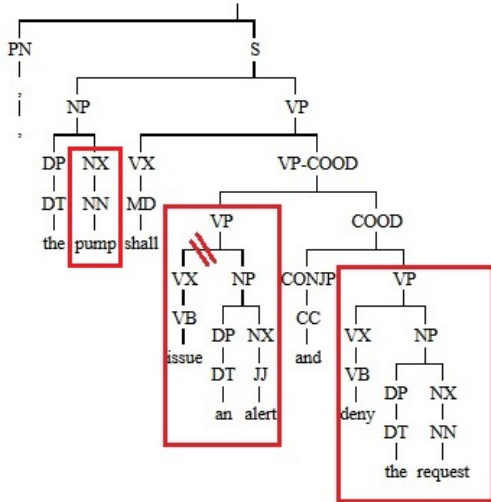 PN S
, NP VP
,
DP NX VX VP-COOD
DT NN MD VP COOD
the pump shall
VX NP CONJP VP
VB DP NX CC VX NP
issue DT JJ and VB DP NX
an alert deny DT NN
the request